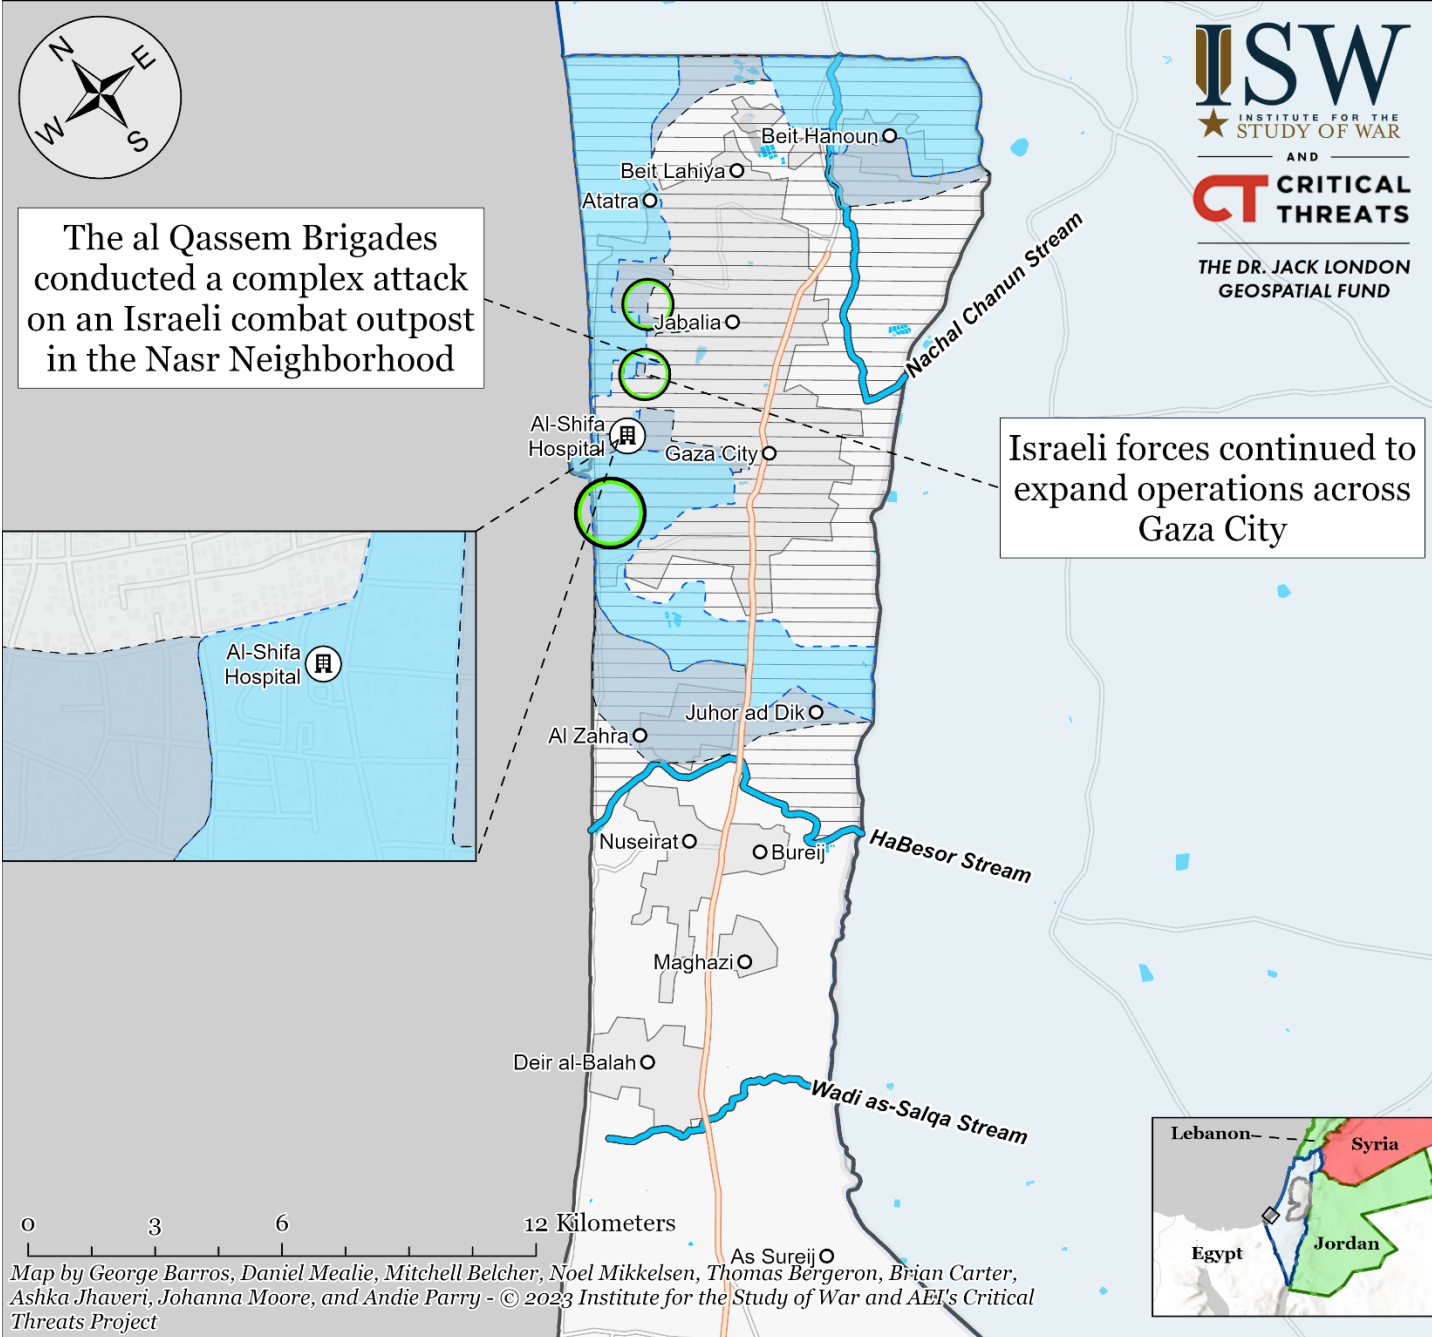 N
E
W
S
ISW
INSTITUTE FOR THE
STUDY OF WAR
AND
CT CRITICAL
THREATS
THE DR. JACK LONDON
GEOSPATIAL FUND
The al Qassem Brigades
conducted a complex attack
on an Israeli combat outpost
in the Nasr Neighborhood
Beit Hanoun
Beit Lahiya
Atatra
Jabalia
Nachal Chanun Stream
Al-Shifa
Hospital
Gaza City
Israeli forces continued to
expand operations across
Gaza City
Al-Shifa
Hospital
Juhor ad Dik
Al Zahra
Nuseirat
Bureij
HaBesor Stream
Maghazi
Deir al-Balah
Wadi as-Salqa Stream
As Sureij
Lebanon
Syria
Jordan
Egypt
0 3 6 12 Kilometers
Map by George Barros, Daniel Mealie, Mitchell Belcher, Noel Mikkelsen, Thomas Bergeron, Brian Carter,
Ashka Jhaveri, Johanna Moore, and Andie Parry - © 2023 Institute for the Study of War and AEI's Critical
Threats Project